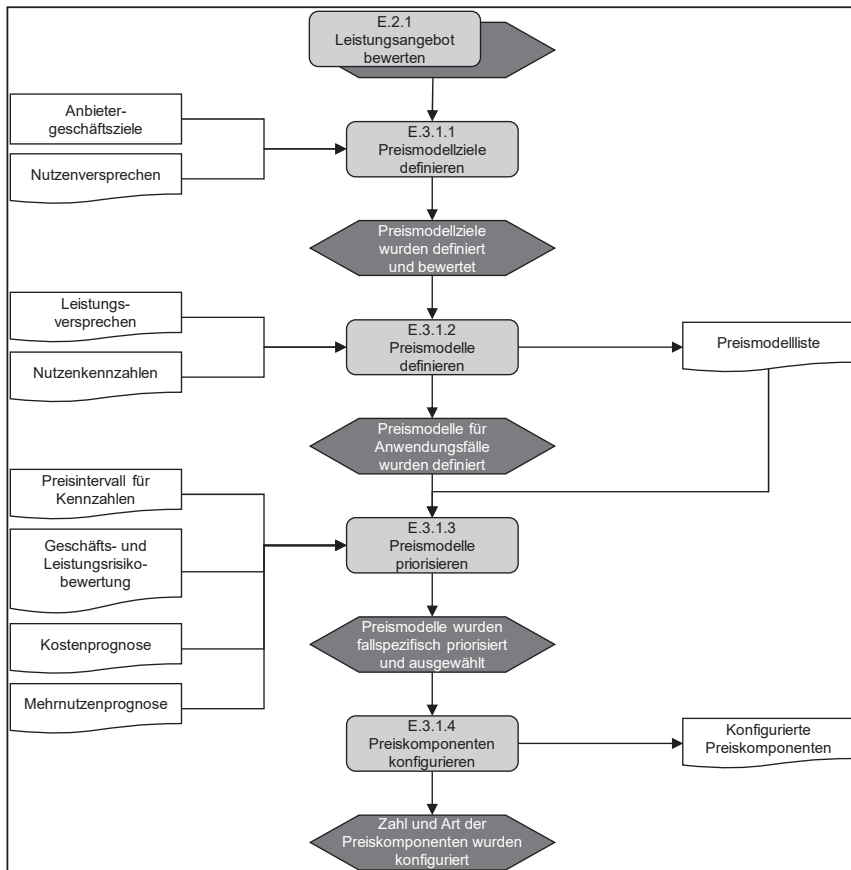 E.2.1
Leistungsangebot
bewerten
Anbieter-
geschäftsziele
Nutzenversprechen
E.3.1.1
Preismodellziele
definieren
Preismodellziele
wurden definiert
und bewertet
Leistungs-
versprechen
Nutzenkennzahlen
E.3.1.2
Preismodelle
definieren
Preismodellliste
Preismodelle für
Anwendungsfälle
wurden definiert
Preisintervall für
Kennzahlen
Geschäfts- und
Leistungsrisiko-
bewertung
Kostenprognose
Mehrnutzenprognose
E.3.1.3
Preismodelle
priorisieren
Preismodelle wurden
fallspezifisch priorisiert
und ausgewählt
E.3.1.4
Preiskomponenten
konfigurieren
Konfigurierte
Preiskomponenten
Zahl und Art der
Preiskomponenten wurden
konfiguriert